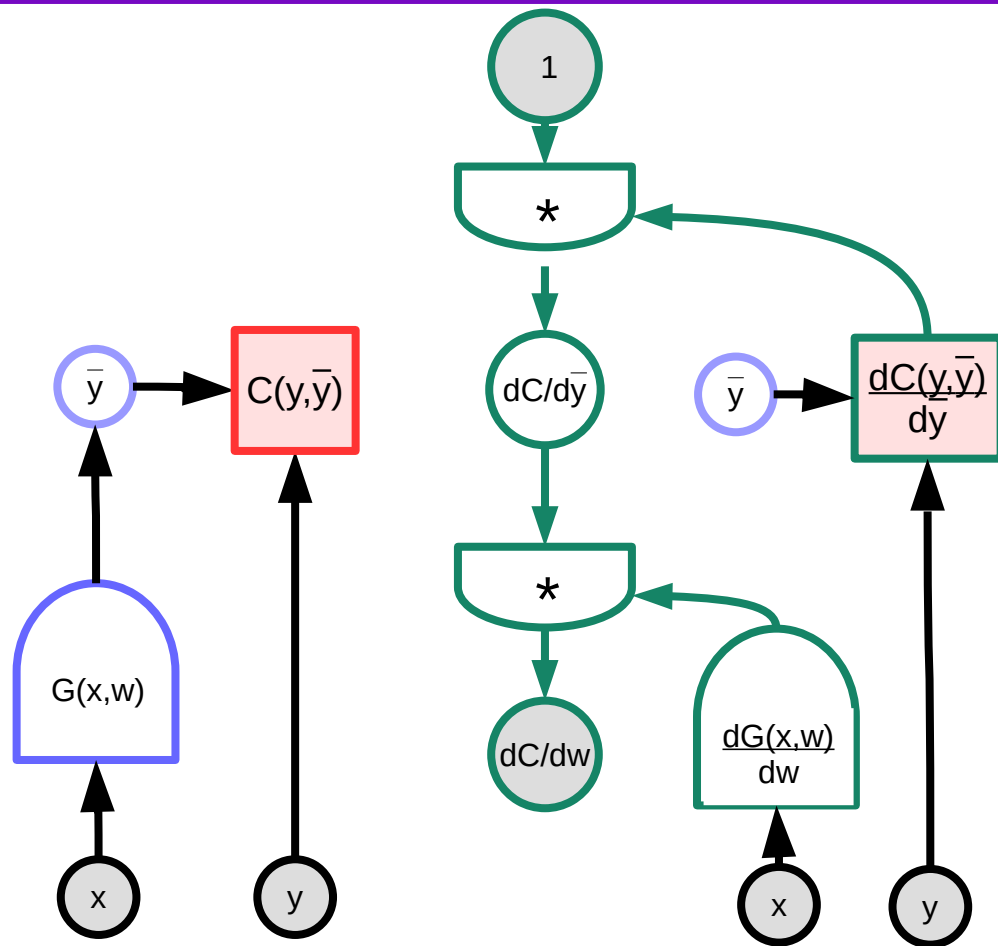 1
*
ȳ
C(y,ȳ)
dC/dȳ
ȳ
dC(y,ȳ)
dȳ
*
G(x,w)
dC/dw
dG(x,w)
dw
x
y
x
y